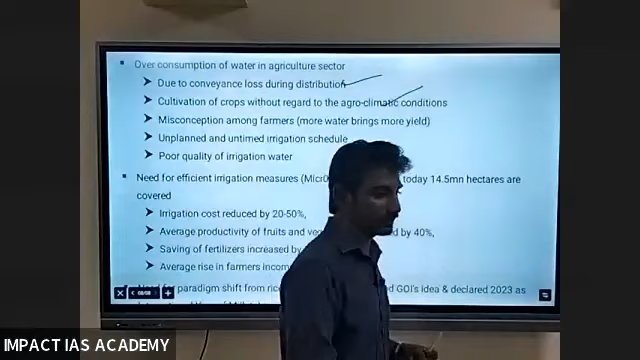 Over consumption of water in agriculture sector
Due to conveyance loss during distribution
Cultivation of crops without regard to the agro-climatic conditions
Misconception among farmers (more water brings more yield)
Unplanned and untimed irrigation schedule
Poor quality of irrigation water
Need for efficient irrigation measures today 14.5mn hectares are
covered
Irrigation cost reduced by 20-50%,
Average productivity of fruits and by 40%,
Saving of fertilizers increased by
Average rise in farmers
for paradigm shift from GOI's idea & declared 2023 as
IMPACT IAS ACADEMY